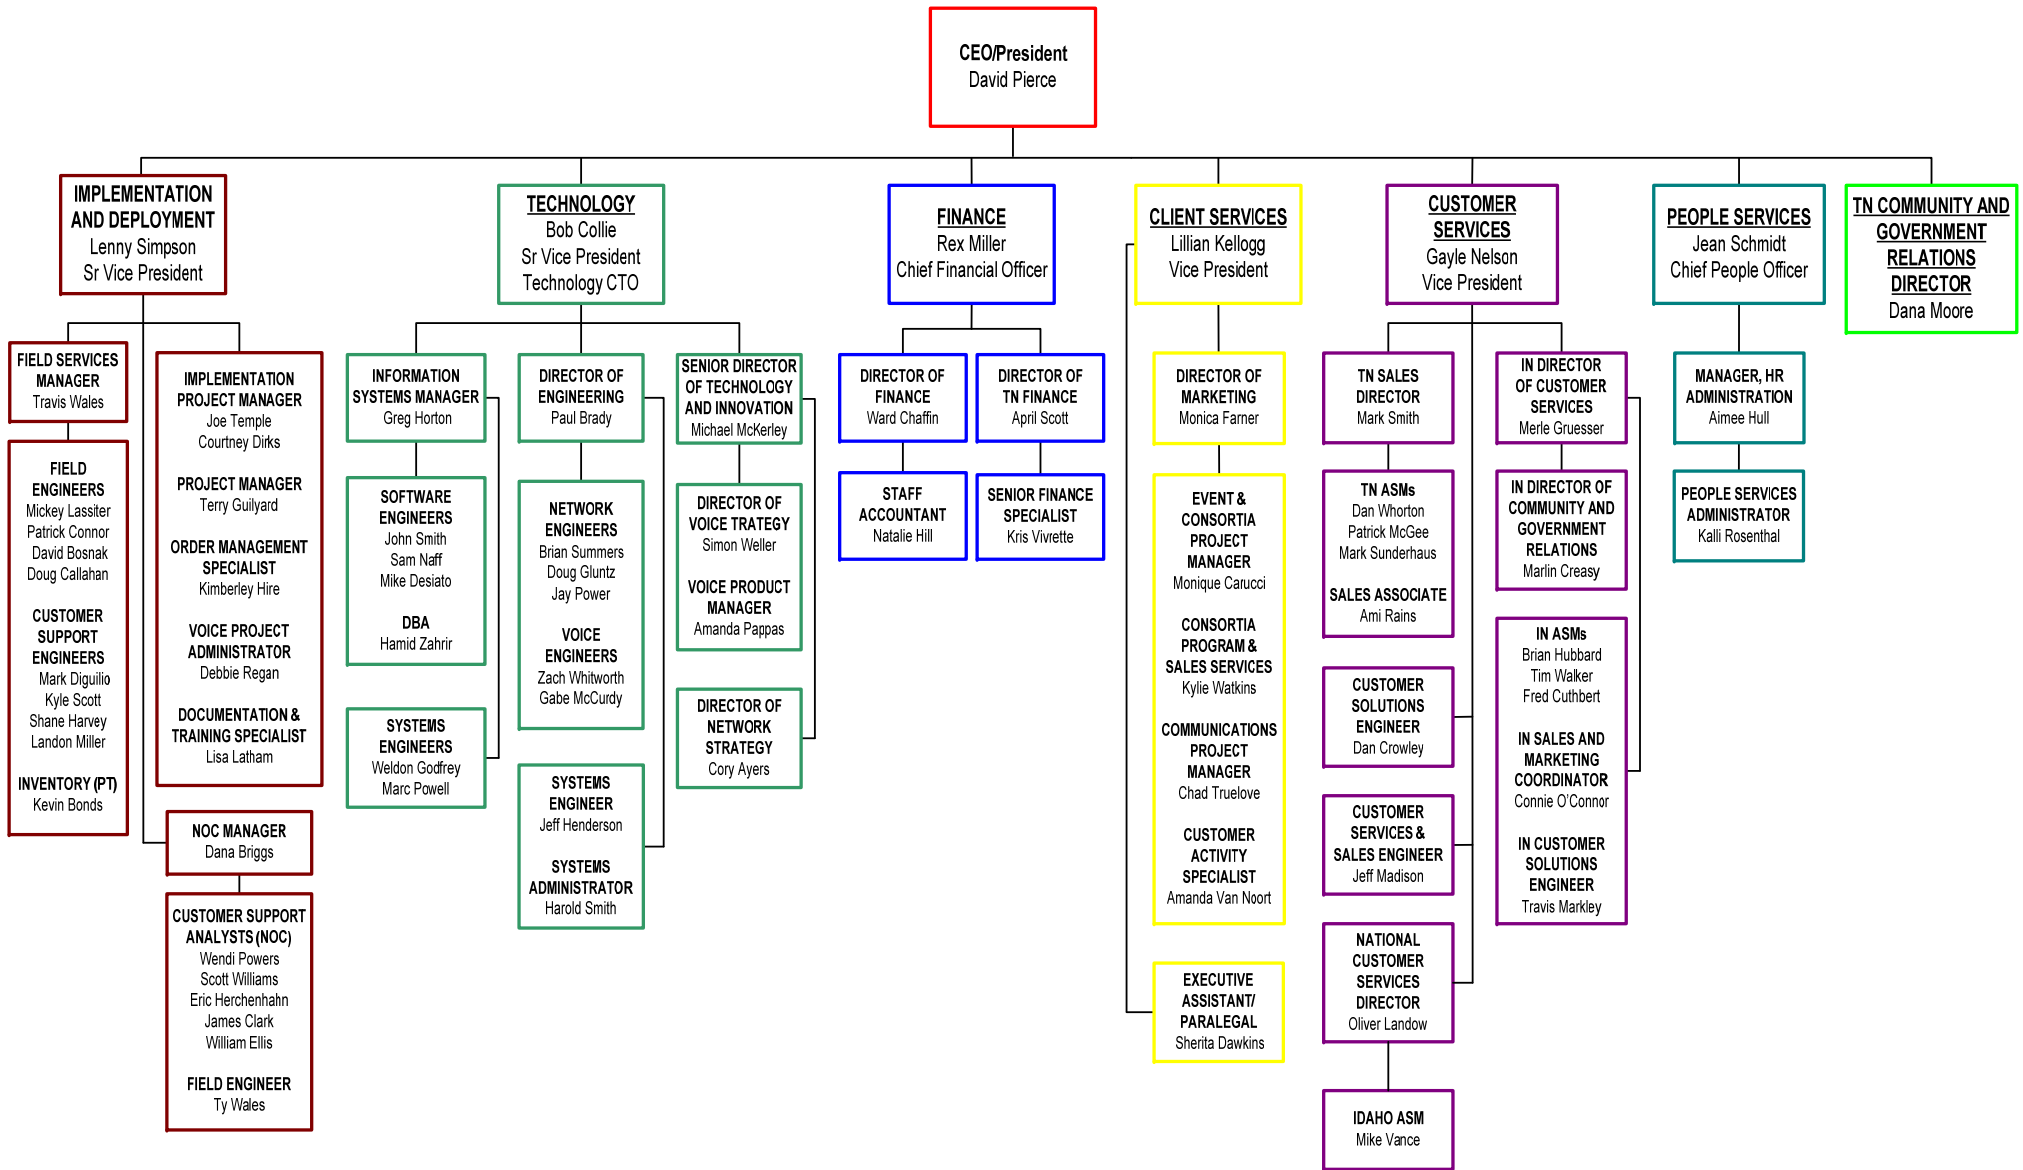 CEO/President
David Pierce
IMPLEMENTATION
AND DEPLOYMENT
Lenny Simpson
Sr Vice President
TECHNOLOGY
Bob Collie
Sr Vice President
Technology CTO
FINANCE
Rex Miller
Chief Financial Officer
CLIENT SERVICES
Lillian Kellogg
Vice President
CUSTOMER
SERVICES
Gayle Nelson
Vice President
PEOPLE SERVICES
Jean Schmidt
Chief People Officer
TN COMMUNITY AND
GOVERNMENT
RELATIONS
DIRECTOR
Dana Moore
FIELD SERVICES
MANAGER
Travis Wales
FIELD
ENGINEERS
Mickey Lassiter
Patrick Connor
David Bosnak
Doug Callahan
CUSTOMER
SUPPORT
ENGINEERS
Mark Diguilio
Kyle Scott
Shane Harvey
Landon Miller
INVENTORY (PT)
Kevin Bonds
IMPLEMENTATION
PROJECT MANAGER
Joe Temple
Courtney Dirks
PROJECT MANAGER
Terry Guilyard
ORDER MANAGEMENT
SPECIALIST
Kimberley Hire
VOICE PROJECT
ADMINISTRATOR
Debbie Regan
DOCUMENTATION &
TRAINING SPECIALIST
Lisa Latham
NOC MANAGER
Dana Briggs
CUSTOMER SUPPORT
ANALYSTS (NOC)
Wendi Powers
Scott Williams
Eric Herchenhahn
James Clark
William Ellis
FIELD ENGINEER
Ty Wales
INFORMATION
SYSTEMS MANAGER
Greg Horton
SOFTWARE
ENGINEERS
John Smith
Sam Naff
Mike Desiato
DBA
Hamid Zahrir
SYSTEMS
ENGINEERS
Weldon Godfrey
Marc Powell
DIRECTOR OF
ENGINEERING
Paul Brady
NETWORK
ENGINEERS
Brian Summers
Doug Gluntz
Jay Power
VOICE
ENGINEERS
Zach Whitworth
Gabe McCurdy
SYSTEMS
ENGINEER
Jeff Henderson
SYSTEMS
ADMINISTRATOR
Harold Smith
SENIOR DIRECTOR
OF TECHNOLOGY
AND INNOVATION
Michael McKerley
DIRECTOR OF
VOICE TRATEGY
Simon Weller
VOICE PRODUCT
MANAGER
Amanda Pappas
DIRECTOR OF
NETWORK
STRATEGY
Cory Ayers
DIRECTOR OF
FINANCE
Ward Chaffin
STAFF
ACCOUNTANT
Natalie Hill
DIRECTOR OF
TN FINANCE
April Scott
SENIOR FINANCE
SPECIALIST
Kris Vivrette
DIRECTOR OF
MARKETING
Monica Farner
EVENT &
CONSORTIA
PROJECT
MANAGER
Monique Carucci
CONSORTIA
PROGRAM &
SALES SERVICES
Kylie Watkins
COMMUNICATIONS
PROJECT
MANAGER
Chad Truelove
CUSTOMER
ACTIVITY
SPECIALIST
Amanda Van Noort
EXECUTIVE
ASSISTANT/
PARALEGAL
Sherita Dawkins
TN SALES
DIRECTOR
Mark Smith
TN ASMs
Dan Whorton
Patrick McGee
Mark Sunderhaus
SALES ASSOCIATE
Ami Rains
CUSTOMER
SOLUTIONS
ENGINEER
Dan Crowley
CUSTOMER
SERVICES &
SALES ENGINEER
Jeff Madison
NATIONAL
CUSTOMER
SERVICES
DIRECTOR
Oliver Landow
IDAHO ASM
Mike Vance
IN DIRECTOR
OF CUSTOMER
SERVICES
Merle Gruesser
IN DIRECTOR OF
COMMUNITY AND
GOVERNMENT
RELATIONS
Marlin Creasy
IN ASMs
Brian Hubbard
Tim Walker
Fred Cuthbert
IN SALES AND
MARKETING
COORDINATOR
Connie O'Connor
IN CUSTOMER
SOLUTIONS
ENGINEER
Travis Markley
MANAGER, HR
ADMINISTRATION
Aimee Hull
PEOPLE SERVICES
ADMINISTRATOR
Kalli Rosenthal